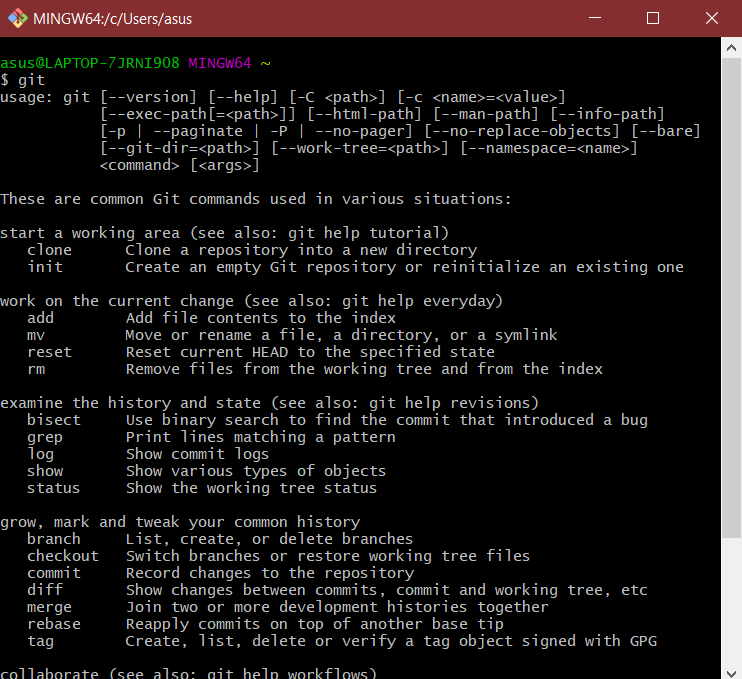 MINGW64:/c/Users/asus
asus@LAPTOP-7JRNI9O8 MINGW64 ~
$ git
usage: git [--version] [--help] [-C <path>] [-c <name>=<value>]
           [--exec-path[=<path>]] [--html-path] [--man-path] [--info-path]
           [-p | --paginate | -P | --no-pager] [--no-replace-objects] [--bare]
           [--git-dir=<path>] [--work-tree=<path>] [--namespace=<name>]
           <command> [<args>]

These are common Git commands used in various situations:

start a working area (see also: git help tutorial)
   clone      Clone a repository into a new directory
   init       Create an empty Git repository or reinitialize an existing one

work on the current change (see also: git help everyday)
   add        Add file contents to the index
   mv         Move or rename a file, a directory, or a symlink
   reset      Reset current HEAD to the specified state
   rm         Remove files from the working tree and from the index

examine the history and state (see also: git help revisions)
   bisect     Use binary search to find the commit that introduced a bug
   grep       Print lines matching a pattern
   log        Show commit logs
   show       Show various types of objects
   status     Show the working tree status

grow, mark and tweak your common history
   branch     List, create, or delete branches
   checkout   Switch branches or restore working tree files
   commit     Record changes to the repository
   diff       Show changes between commits, commit and working tree, etc
   merge      Join two or more development histories together
   rebase     Reapply commits on top of another base tip
   tag        Create, list, delete or verify a tag object signed with GPG

collaborate (see also: git help workflows)